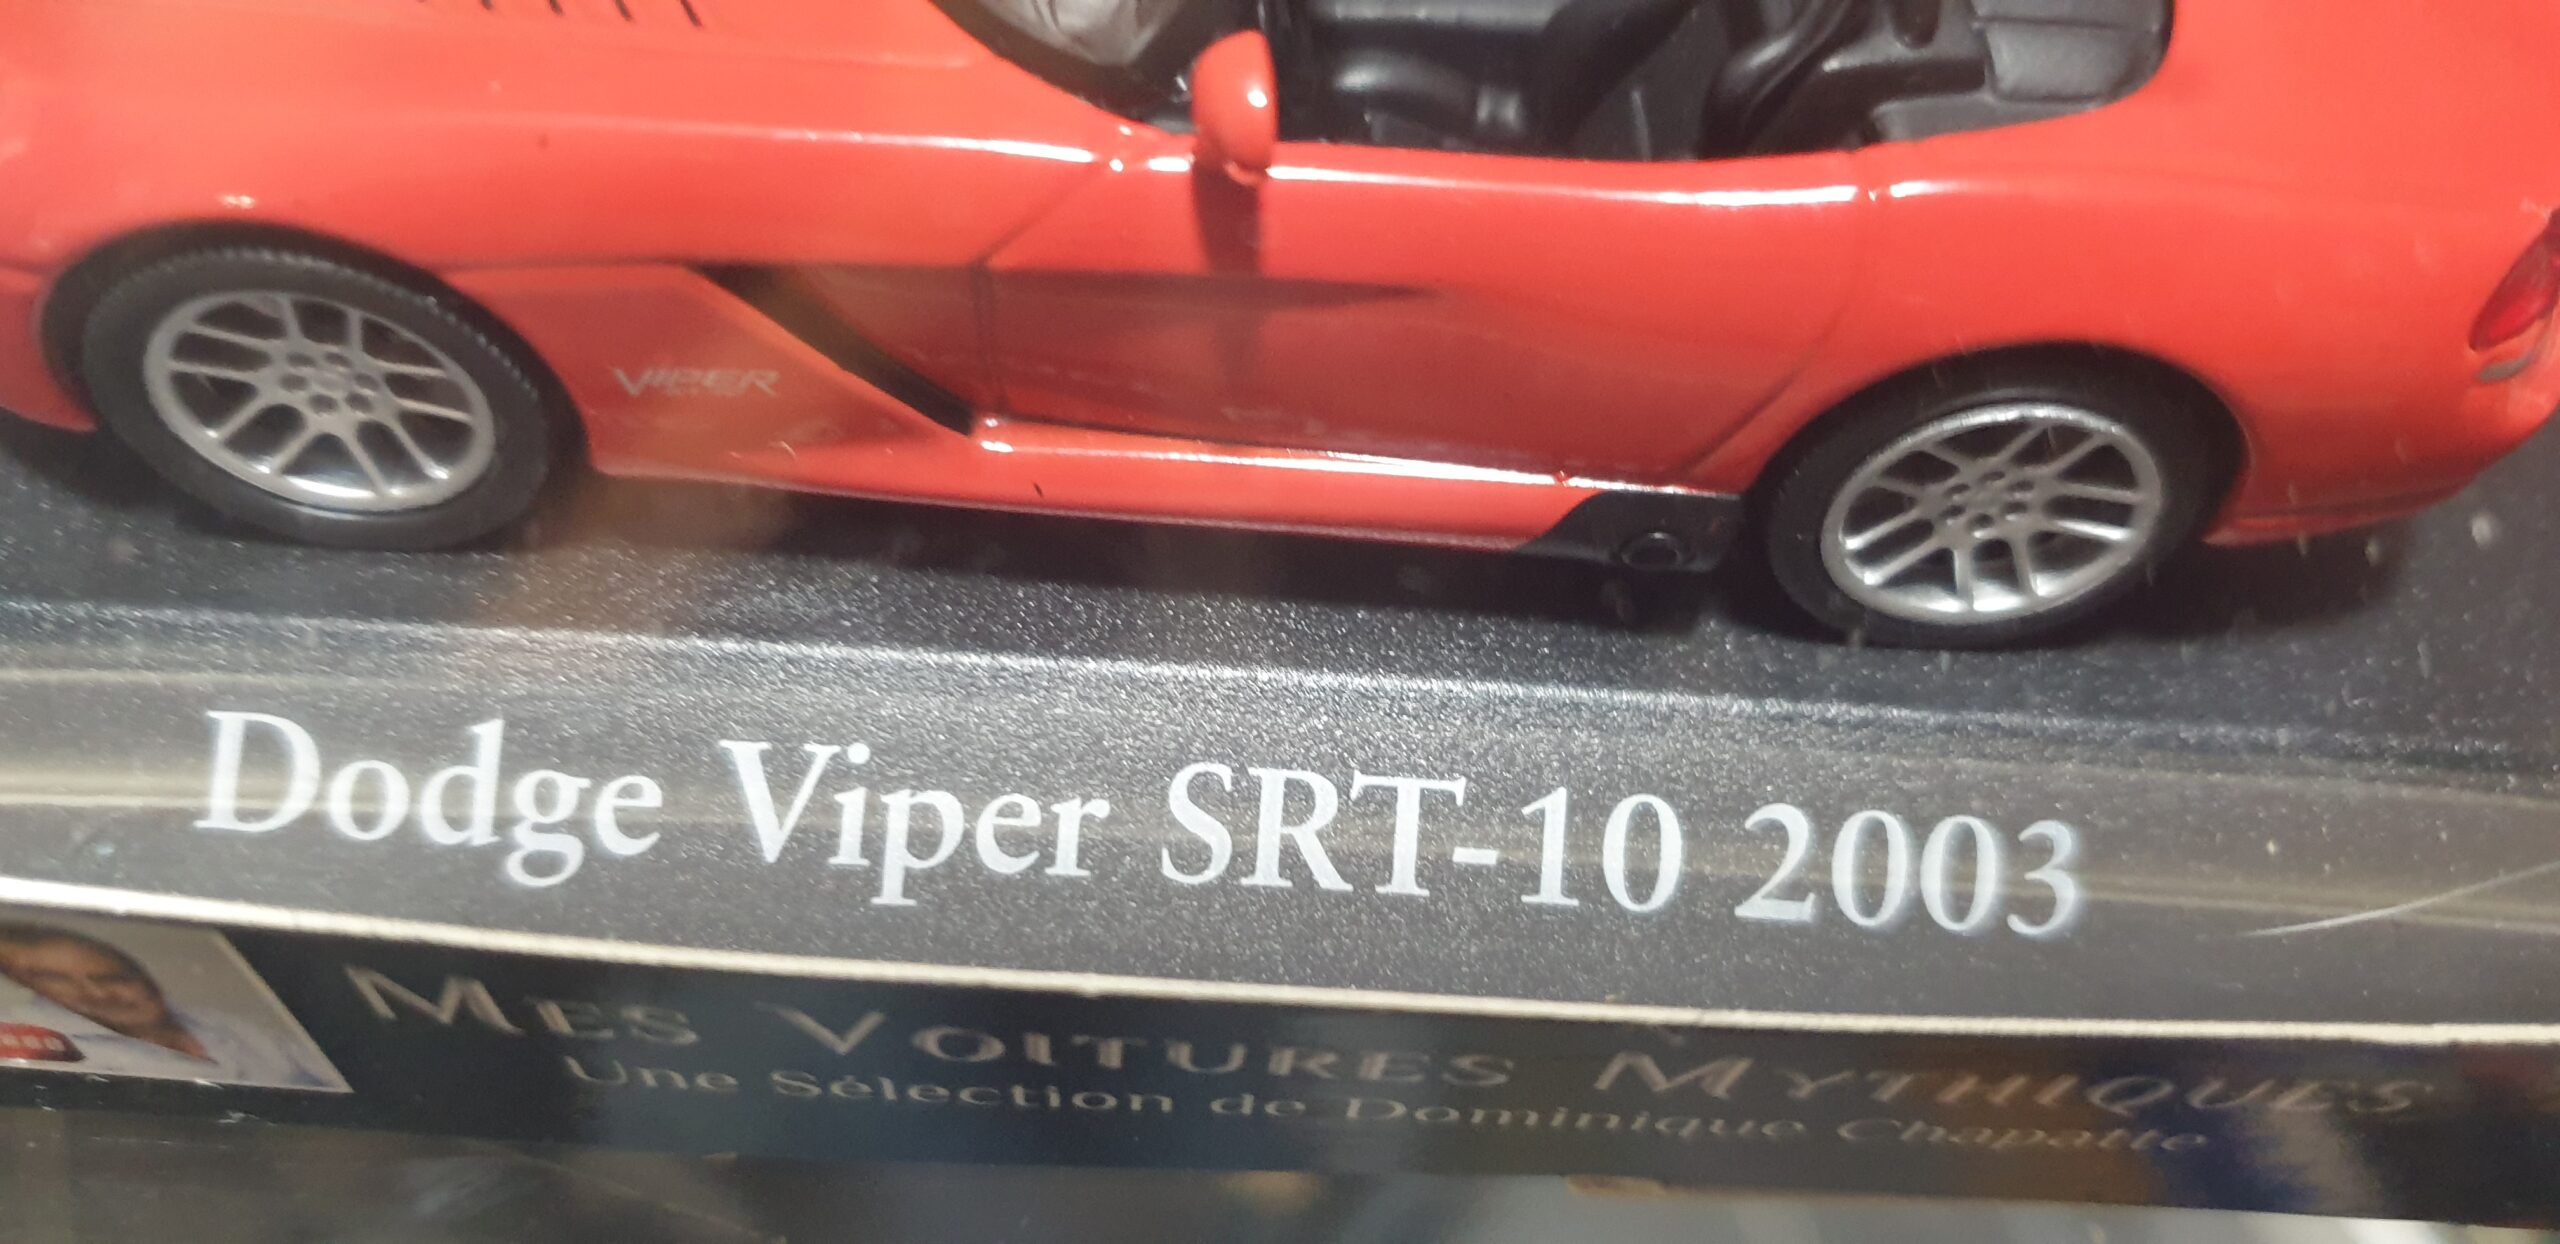 VIPER
Dodge Viper SRT-10 2003
MES VOITURES MYTHIQUES
Une Sélection de Dominique Chapatte